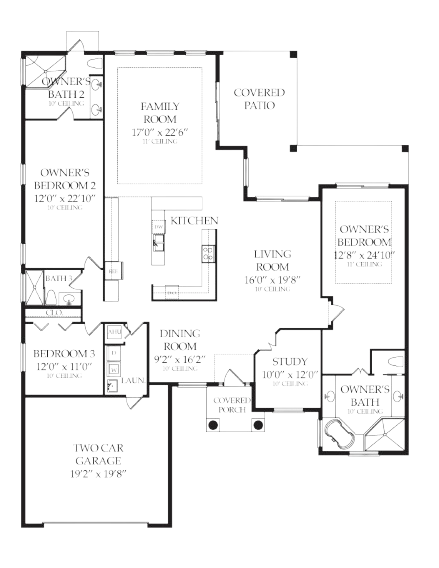 OWNER'S
BATH 2
10' CEILING
FAMILY
ROOM
17'0" x 22'6"
11' CEILING
COVERED
PATIO
OWNER'S
BEDROOM 2
12'0" x 22'10"
10' CEILING
KITCHEN
OWNER'S
BEDROOM
12'8" x 24'10"
11' CEILING
LIVING
ROOM
16'0" x 19'8"
10' CEILING
BATH 3
CLO.
BEDROOM 3
12'0" x 11'0"
10' CEILING
LAUN
D
W
DINING
ROOM
9'2" x 16'2"
10' CEILING
STUDY
10'0" x 12'0"
10' CEILING
COVERED
PORCH
OWNER'S
BATH
10' CEILING
TWO CAR
GARAGE
19'2" x 19'8"